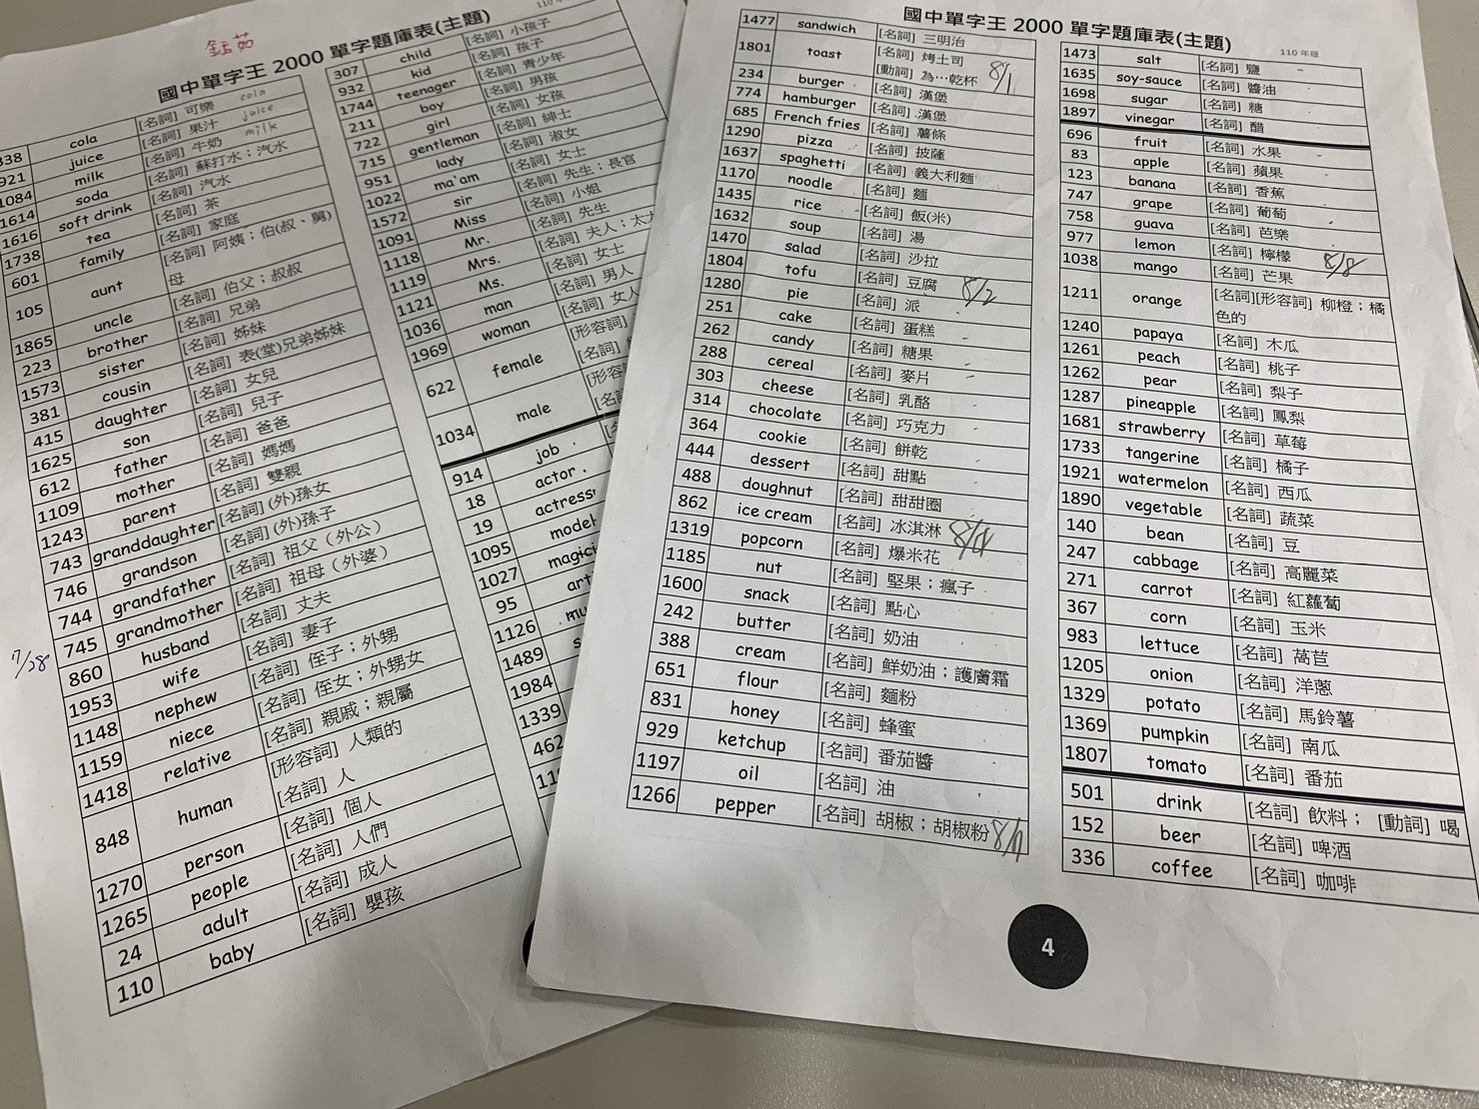 鈺茹
國中單字王 2000 單字題庫表(主題)
110 年
338 cola [名詞] 可樂 cola
921 juice [名詞] 果汁 juice
1084 milk [名詞] 牛奶 milk
1614 soda [名詞] 蘇打水；汽水
1616 soft drink [名詞] 汽水
1738 tea [名詞] 茶
601 family [名詞] 家庭
105 aunt [名詞] 阿姨；伯(叔、舅)
母
1865 uncle [名詞] 伯父；叔叔
223 brother [名詞] 兄弟
1573 sister [名詞] 姊妹
381 cousin [名詞] 表(堂)兄弟姊妹
415 daughter [名詞] 女兒
1625 son [名詞] 兒子
612 father [名詞] 爸爸
1109 mother [名詞] 媽媽
1243 parent [名詞] 雙親
743 granddaughter [名詞] (外)孫女
746 grandson [名詞] (外)孫子
744 grandfather [名詞] 祖父（外公）
745 grandmother [名詞] 祖母（外婆）
7/28
860 husband [名詞] 丈夫
1953 wife [名詞] 妻子
1148 nephew [名詞] 侄子；外甥
1159 niece [名詞] 侄女；外甥女
1418 relative [名詞] 親戚；親屬
848 human [形容詞] 人類的
[名詞] 人
1270 person [名詞] 個人
1265 people [名詞] 人們
24 adult [名詞] 成人
110 baby [名詞] 嬰孩
307 child [名詞] 小孩子
932 kid [名詞] 孩子
1744 teenager [名詞] 青少年
211 boy [名詞] 男孩
722 girl [名詞] 女孩
715 gentleman [名詞] 紳士
951 lady [名詞] 淑女
1022 ma'am [名詞] 女士
1572 sir [名詞] 先生；長官
1091 Miss [名詞] 小姐
1118 Mr. [名詞] 先生
1119 Mrs. [名詞] 夫人；太
1121 Ms. [名詞] 女士
1036 man [名詞] 男人
1969 woman [名詞] 女人
622 female [形容詞]
[名詞]
1034 male [形容詞]
914 job
18 actor
19 actress
1095 model
1027 magici
95 art
1126 mu
1489 s
1984
1339
462
國中單字王 2000 單字題庫表(主題)
110 年版
1477 sandwich [名詞] 三明治
1801 toast [名詞] 烤土司
[動詞] 為…乾杯 8/1
234 burger [名詞] 漢堡
774 hamburger [名詞] 漢堡
685 French fries [名詞] 薯條
1290 pizza [名詞] 披薩
1637 spaghetti [名詞] 義大利麵
1170 noodle [名詞] 麵
1435 rice [名詞] 飯(米)
1632 soup [名詞] 湯
1470 salad [名詞] 沙拉
1804 tofu [名詞] 豆腐 8/2
1280 pie [名詞] 派
251 cake [名詞] 蛋糕
262 candy [名詞] 糖果
288 cereal [名詞] 麥片
303 cheese [名詞] 乳酪
314 chocolate [名詞] 巧克力
364 cookie [名詞] 餅乾
444 dessert [名詞] 甜點
488 doughnut [名詞] 甜甜圈
862 ice cream [名詞] 冰淇淋 8/4
1319 popcorn [名詞] 爆米花
1185 nut [名詞] 堅果；瘋子
1600 snack [名詞] 點心
242 butter [名詞] 奶油
388 cream [名詞] 鮮奶油；護膚霜
651 flour [名詞] 麵粉
831 honey [名詞] 蜂蜜
929 ketchup [名詞] 番茄醬
1197 oil [名詞] 油
1266 pepper [名詞] 胡椒；胡椒粉
1473 salt [名詞] 鹽
1635 soy-sauce [名詞] 醬油
1698 sugar [名詞] 糖
1897 vinegar [名詞] 醋
696 fruit [名詞] 水果
83 apple [名詞] 蘋果
123 banana [名詞] 香蕉
747 grape [名詞] 葡萄
758 guava [名詞] 芭樂
977 lemon [名詞] 檸檬 8/8
1038 mango [名詞] 芒果
1211 orange [名詞][形容詞] 柳橙；橘
色的
1240 papaya [名詞] 木瓜
1261 peach [名詞] 桃子
1262 pear [名詞] 梨子
1287 pineapple [名詞] 鳳梨
1681 strawberry [名詞] 草莓
1733 tangerine [名詞] 橘子
1921 watermelon [名詞] 西瓜
1890 vegetable [名詞] 蔬菜
140 bean [名詞] 豆
247 cabbage [名詞] 高麗菜
271 carrot [名詞] 紅蘿蔔
367 corn [名詞] 玉米
983 lettuce [名詞] 萵苣
1205 onion [名詞] 洋蔥
1329 potato [名詞] 馬鈴薯
1369 pumpkin [名詞] 南瓜
1807 tomato [名詞] 番茄
501 drink [名詞] 飲料； [動詞] 喝
152 beer [名詞] 啤酒
336 coffee [名詞] 咖啡
4